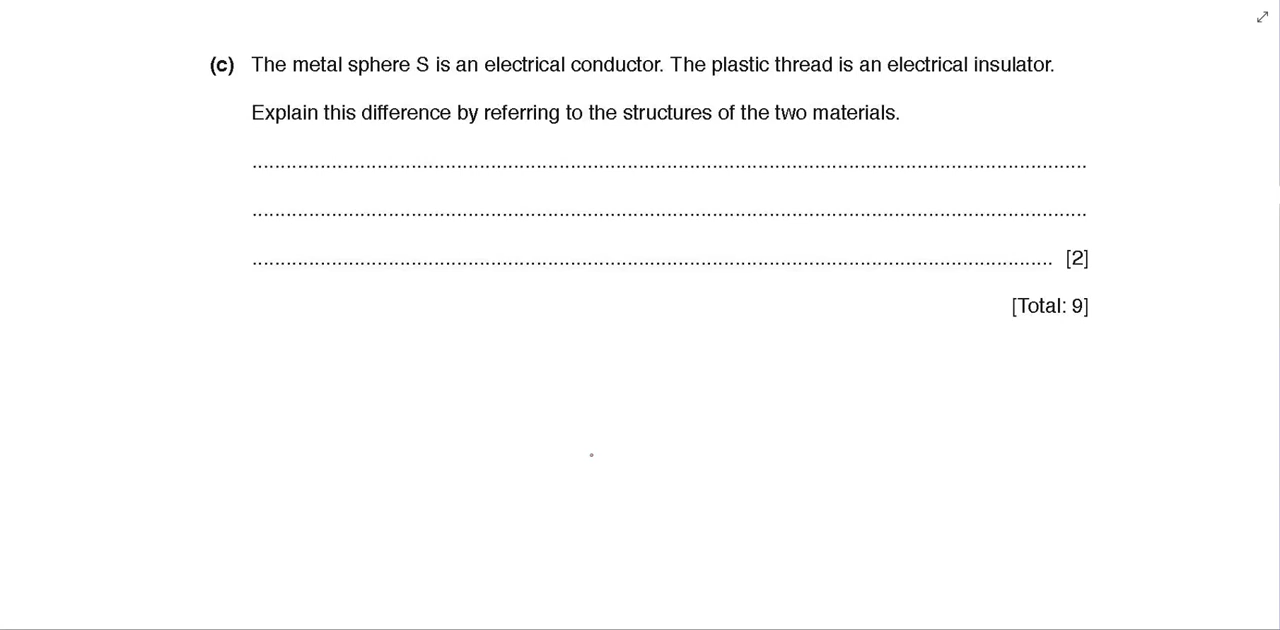 (c) The metal sphere S is an electrical conductor. The plastic thread is an electrical insulator.
Explain this difference by referring to the structures of the two materials.
..........................................................................................................................................
..........................................................................................................................................
.................................................................................................................................... [2]
[Total: 9]